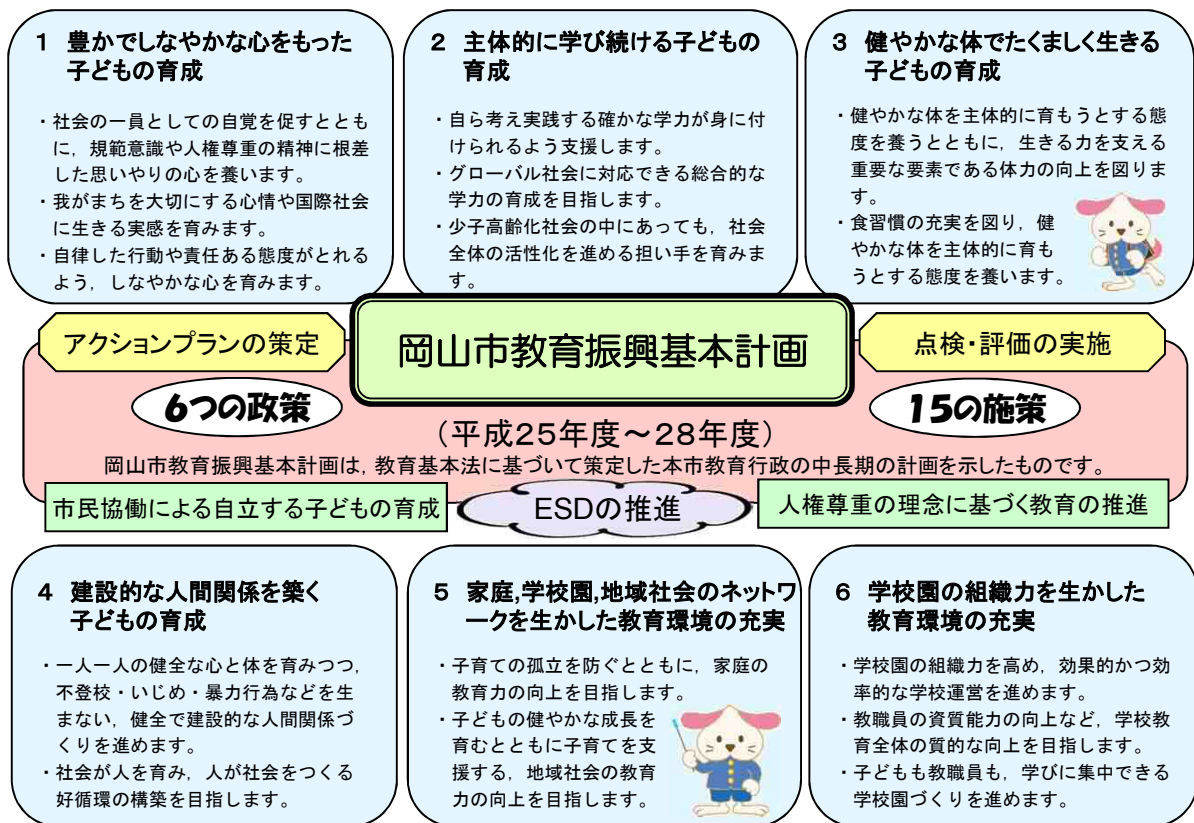 1 豊かでしなやかな心をもった
子どもの育成
・社会の一員としての自覚を促すととも
に，規範意識や人権尊重の精神に根差
した思いやりの心を養います。
・我がまちを大切にする心情や国際社会
に生きる実感を育みます。
・自律した行動や責任ある態度がとれる
よう，しなやかな心を育みます。
2 主体的に学び続ける子どもの
育成
・自ら考え実践する確かな学力が身に付
けられるよう支援します。
・グローバル社会に対応できる総合的な
学力の育成を目指します。
・少子高齢化社会の中にあっても，社会
全体の活性化を進める担い手を育みま
す。
3 健やかな体でたくましく生きる
子どもの育成
・健やかな体を主体的に育もうとする態
度を養うとともに，生きる力を支える
重要な要素である体力の向上を図りま
す。
・食習慣の充実を図り，健
やかな体を主体的に育も
うとする態度を養います。
アクションプランの策定
岡山市教育振興基本計画
点検・評価の実施
6つの政策
15の施策
（平成25年度～28年度）
岡山市教育振興基本計画は，教育基本法に基づいて策定した本市教育行政の中長期の計画を示したものです。
市民協働による自立する子どもの育成
ESDの推進
人権尊重の理念に基づく教育の推進
4 建設的な人間関係を築く
子どもの育成
・一人一人の健全な心と体を育みつつ，
不登校・いじめ・暴力行為などを生
まない，健全で建設的な人間関係づ
くりを進めます。
・社会が人を育み，人が社会をつくる
好循環の構築を目指します。
5 家庭,学校園,地域社会のネットワ
ークを生かした教育環境の充実
・子育ての孤立を防ぐとともに，家庭の
教育力の向上を目指します。
・子どもの健やかな成長を
育むとともに子育てを支
援する，地域社会の教育
力の向上を目指します。
6 学校園の組織力を生かした
教育環境の充実
・学校園の組織力を高め，効果的かつ効
率的な学校運営を進めます。
・教職員の資質能力の向上など，学校教
育全体の質的な向上を目指します。
・子どもも教職員も，学びに集中できる
学校園づくりを進めます。